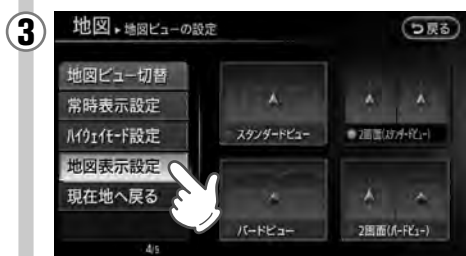 ③
地図▸地図ビューの設定
戻る
地図ビュー切替
常時表示設定
ハイウェイモード設定
地図表示設定
現在地へ戻る
4/5
スタンダードビュー
2画面(スタンダードビュー)
バードビュー
2画面(バードビュー)